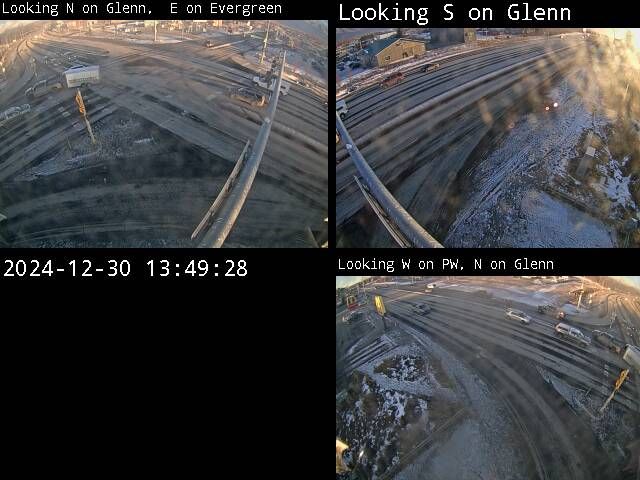 Looking N on Glenn,  E on Evergreen
Looking S on Glenn
2024-12-30 13:49:28
Looking W on PW, N on Glenn